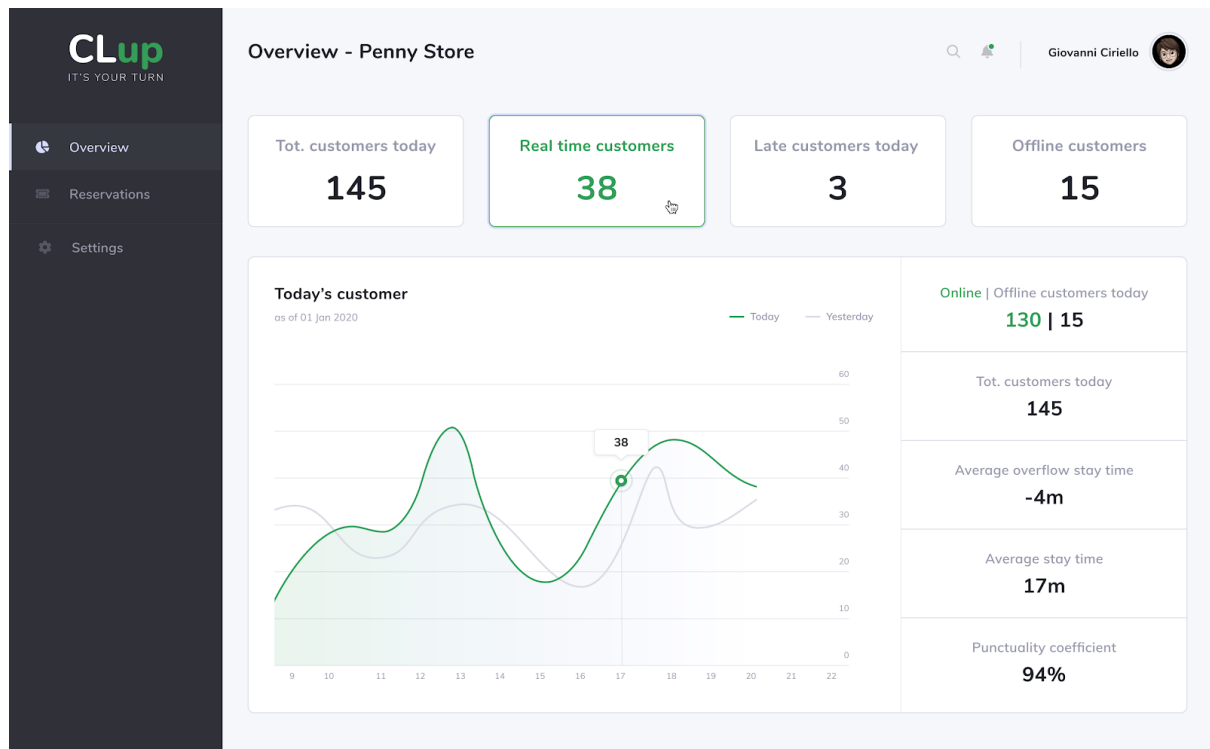 CLup
IT'S YOUR TURN
Overview
Reservations
Settings
Overview - Penny Store
Giovanni Ciriello
Tot. customers today
145
Real time customers
38
Late customers today
3
Offline customers
15
Today's customer
as of 01 Jan 2020
Today
Yesterday
60
50
40
30
20
10
0
38
9 10 11 12 13 14 15 16 17 18 19 20 21 22
Online | Offline customers today
130 | 15
Tot. customers today
145
Average overflow stay time
-4m
Average stay time
17m
Punctuality coefficient
94%